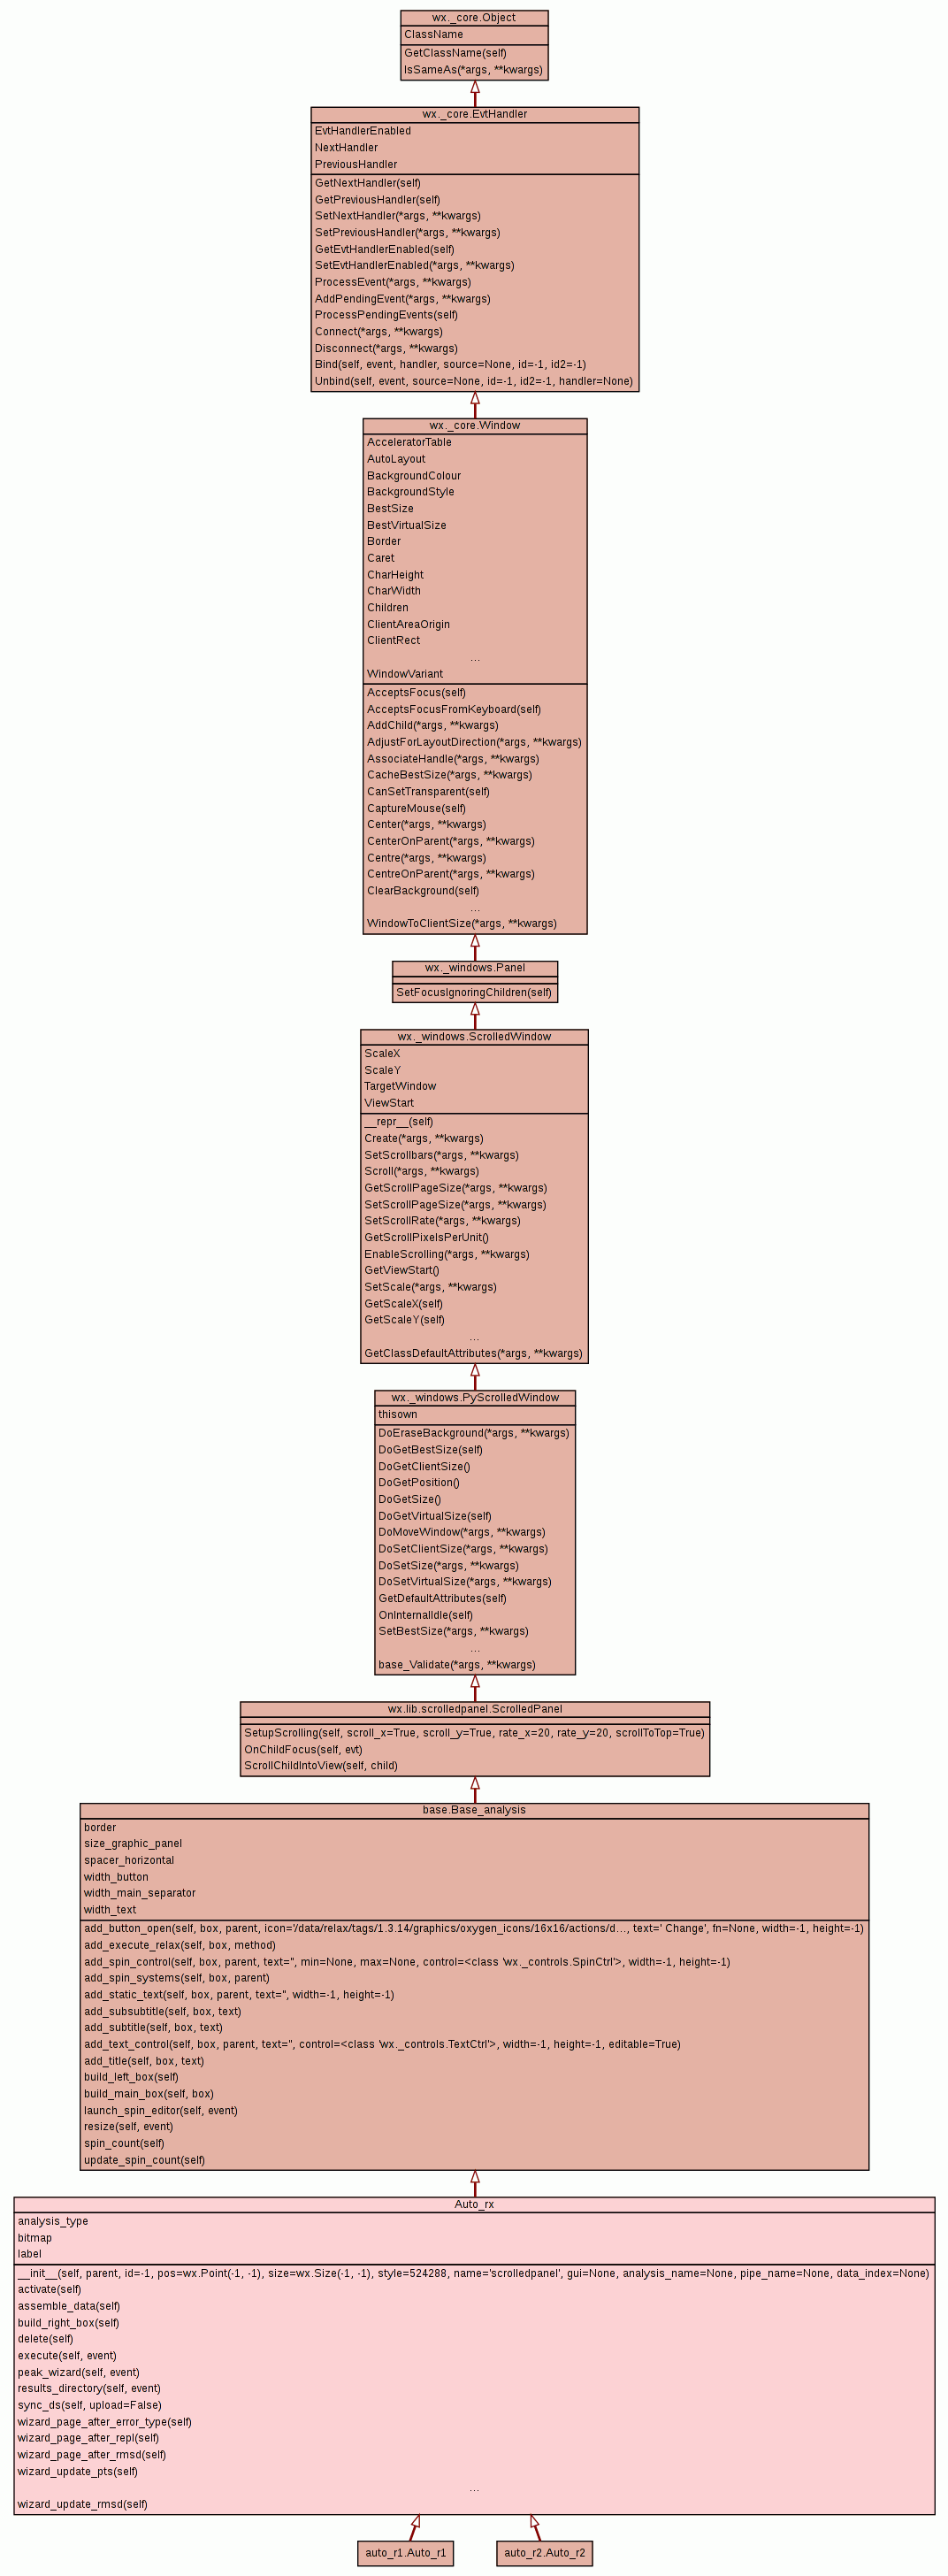 wx._core.Object
ClassName
GetClassName(self)
IsSameAs(*args, **kwargs)
wx._core.EvtHandler
EvtHandlerEnabled
NextHandler
PreviousHandler
GetNextHandler(self)
GetPreviousHandler(self)
SetNextHandler(*args, **kwargs)
SetPreviousHandler(*args, **kwargs)
GetEvtHandlerEnabled(self)
SetEvtHandlerEnabled(*args, **kwargs)
ProcessEvent(*args, **kwargs)
AddPendingEvent(*args, **kwargs)
ProcessPendingEvents(self)
Connect(*args, **kwargs)
Disconnect(*args, **kwargs)
Bind(self, event, handler, source=None, id=-1, id2=-1)
Unbind(self, event, source=None, id=-1, id2=-1, handler=None)
wx._core.Window
AcceleratorTable
AutoLayout
BackgroundColour
BackgroundStyle
BestSize
BestVirtualSize
Border
Caret
CharHeight
CharWidth
Children
ClientAreaOrigin
ClientRect
...
WindowVariant
AcceptsFocus(self)
AcceptsFocusFromKeyboard(self)
AddChild(*args, **kwargs)
AdjustForLayoutDirection(*args, **kwargs)
AssociateHandle(*args, **kwargs)
CacheBestSize(*args, **kwargs)
CanSetTransparent(self)
CaptureMouse(self)
Center(*args, **kwargs)
CenterOnParent(*args, **kwargs)
Centre(*args, **kwargs)
CentreOnParent(*args, **kwargs)
ClearBackground(self)
...
WindowToClientSize(*args, **kwargs)
wx._windows.Panel
SetFocusIgnoringChildren(self)
wx._windows.ScrolledWindow
ScaleX
ScaleY
TargetWindow
ViewStart
__repr__(self)
Create(*args, **kwargs)
SetScrollbars(*args, **kwargs)
Scroll(*args, **kwargs)
GetScrollPageSize(*args, **kwargs)
SetScrollPageSize(*args, **kwargs)
SetScrollRate(*args, **kwargs)
GetScrollPixelsPerUnit()
EnableScrolling(*args, **kwargs)
GetViewStart()
SetScale(*args, **kwargs)
GetScaleX(self)
GetScaleY(self)
...
GetClassDefaultAttributes(*args, **kwargs)
wx._windows.PyScrolledWindow
thisown
DoEraseBackground(*args, **kwargs)
DoGetBestSize(self)
DoGetClientSize()
DoGetPosition()
DoGetSize()
DoGetVirtualSize(self)
DoMoveWindow(*args, **kwargs)
DoSetClientSize(*args, **kwargs)
DoSetSize(*args, **kwargs)
DoSetVirtualSize(*args, **kwargs)
GetDefaultAttributes(self)
OnInternalIdle(self)
SetBestSize(*args, **kwargs)
...
base_Validate(*args, **kwargs)
wx.lib.scrolledpanel.ScrolledPanel
SetupScrolling(self, scroll_x=True, scroll_y=True, rate_x=20, rate_y=20, scrollToTop=True)
OnChildFocus(self, evt)
ScrollChildIntoView(self, child)
base.Base_analysis
border
size_graphic_panel
spacer_horizontal
width_button
width_main_separator
width_text
add_button_open(self, box, parent, icon='/data/relax/tags/1.3.14/graphics/oxygen_icons/16x16/actions/d..., text=' Change', fn=None, width=-1, height=-1)
add_execute_relax(self, box, method)
add_spin_control(self, box, parent, text='', min=None, max=None, control=<class 'wx._controls.SpinCtrl'>, width=-1, height=-1)
add_spin_systems(self, box, parent)
add_static_text(self, box, parent, text='', width=-1, height=-1)
add_subsubtitle(self, box, text)
add_subtitle(self, box, text)
add_text_control(self, box, parent, text='', control=<class 'wx._controls.TextCtrl'>, width=-1, height=-1, editable=True)
add_title(self, box, text)
build_left_box(self)
build_main_box(self, box)
launch_spin_editor(self, event)
resize(self, event)
spin_count(self)
update_spin_count(self)
Auto_rx
analysis_type
bitmap
label
__init__(self, parent, id=-1, pos=wx.Point(-1, -1), size=wx.Size(-1, -1), style=524288, name='scrolledpanel', gui=None, analysis_name=None, pipe_name=None, data_index=None)
activate(self)
assemble_data(self)
build_right_box(self)
delete(self)
execute(self, event)
peak_wizard(self, event)
results_directory(self, event)
sync_ds(self, upload=False)
wizard_page_after_error_type(self)
wizard_page_after_repl(self)
wizard_page_after_rmsd(self)
wizard_update_pts(self)
...
wizard_update_rmsd(self)
auto_r1.Auto_r1
auto_r2.Auto_r2